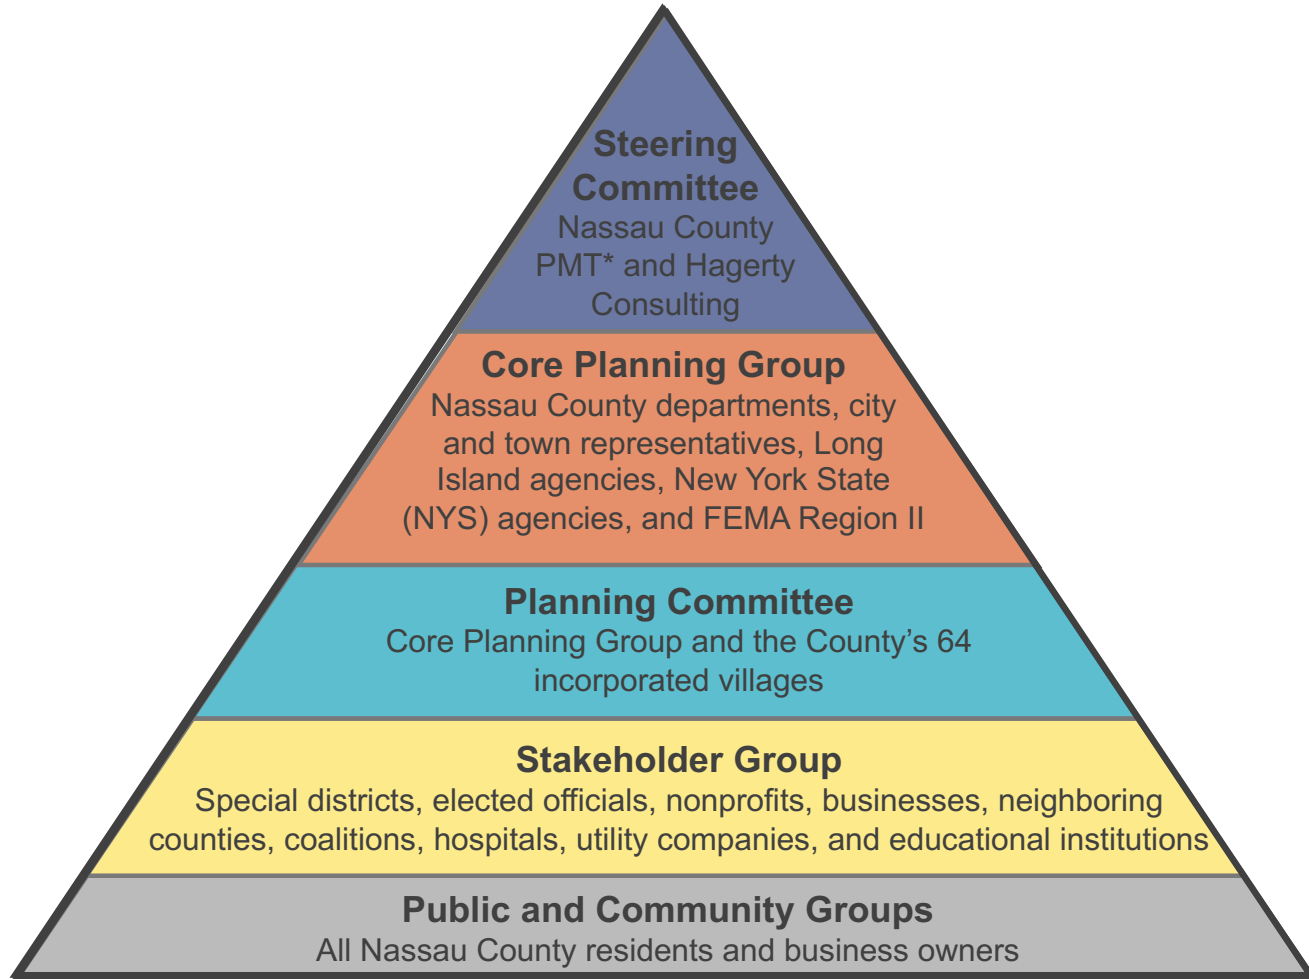 Steering
Committee
Nassau County
PMT* and Hagerty
Consulting
Core Planning Group
Nassau County departments, city
and town representatives, Long
Island agencies, New York State
(NYS) agencies, and FEMA Region II
Planning Committee
Core Planning Group and the County’s 64
incorporated villages
Stakeholder Group
Special districts, elected officials, nonprofits, businesses, neighboring
counties, coalitions, hospitals, utility companies, and educational institutions
Public and Community Groups
All Nassau County residents and business owners